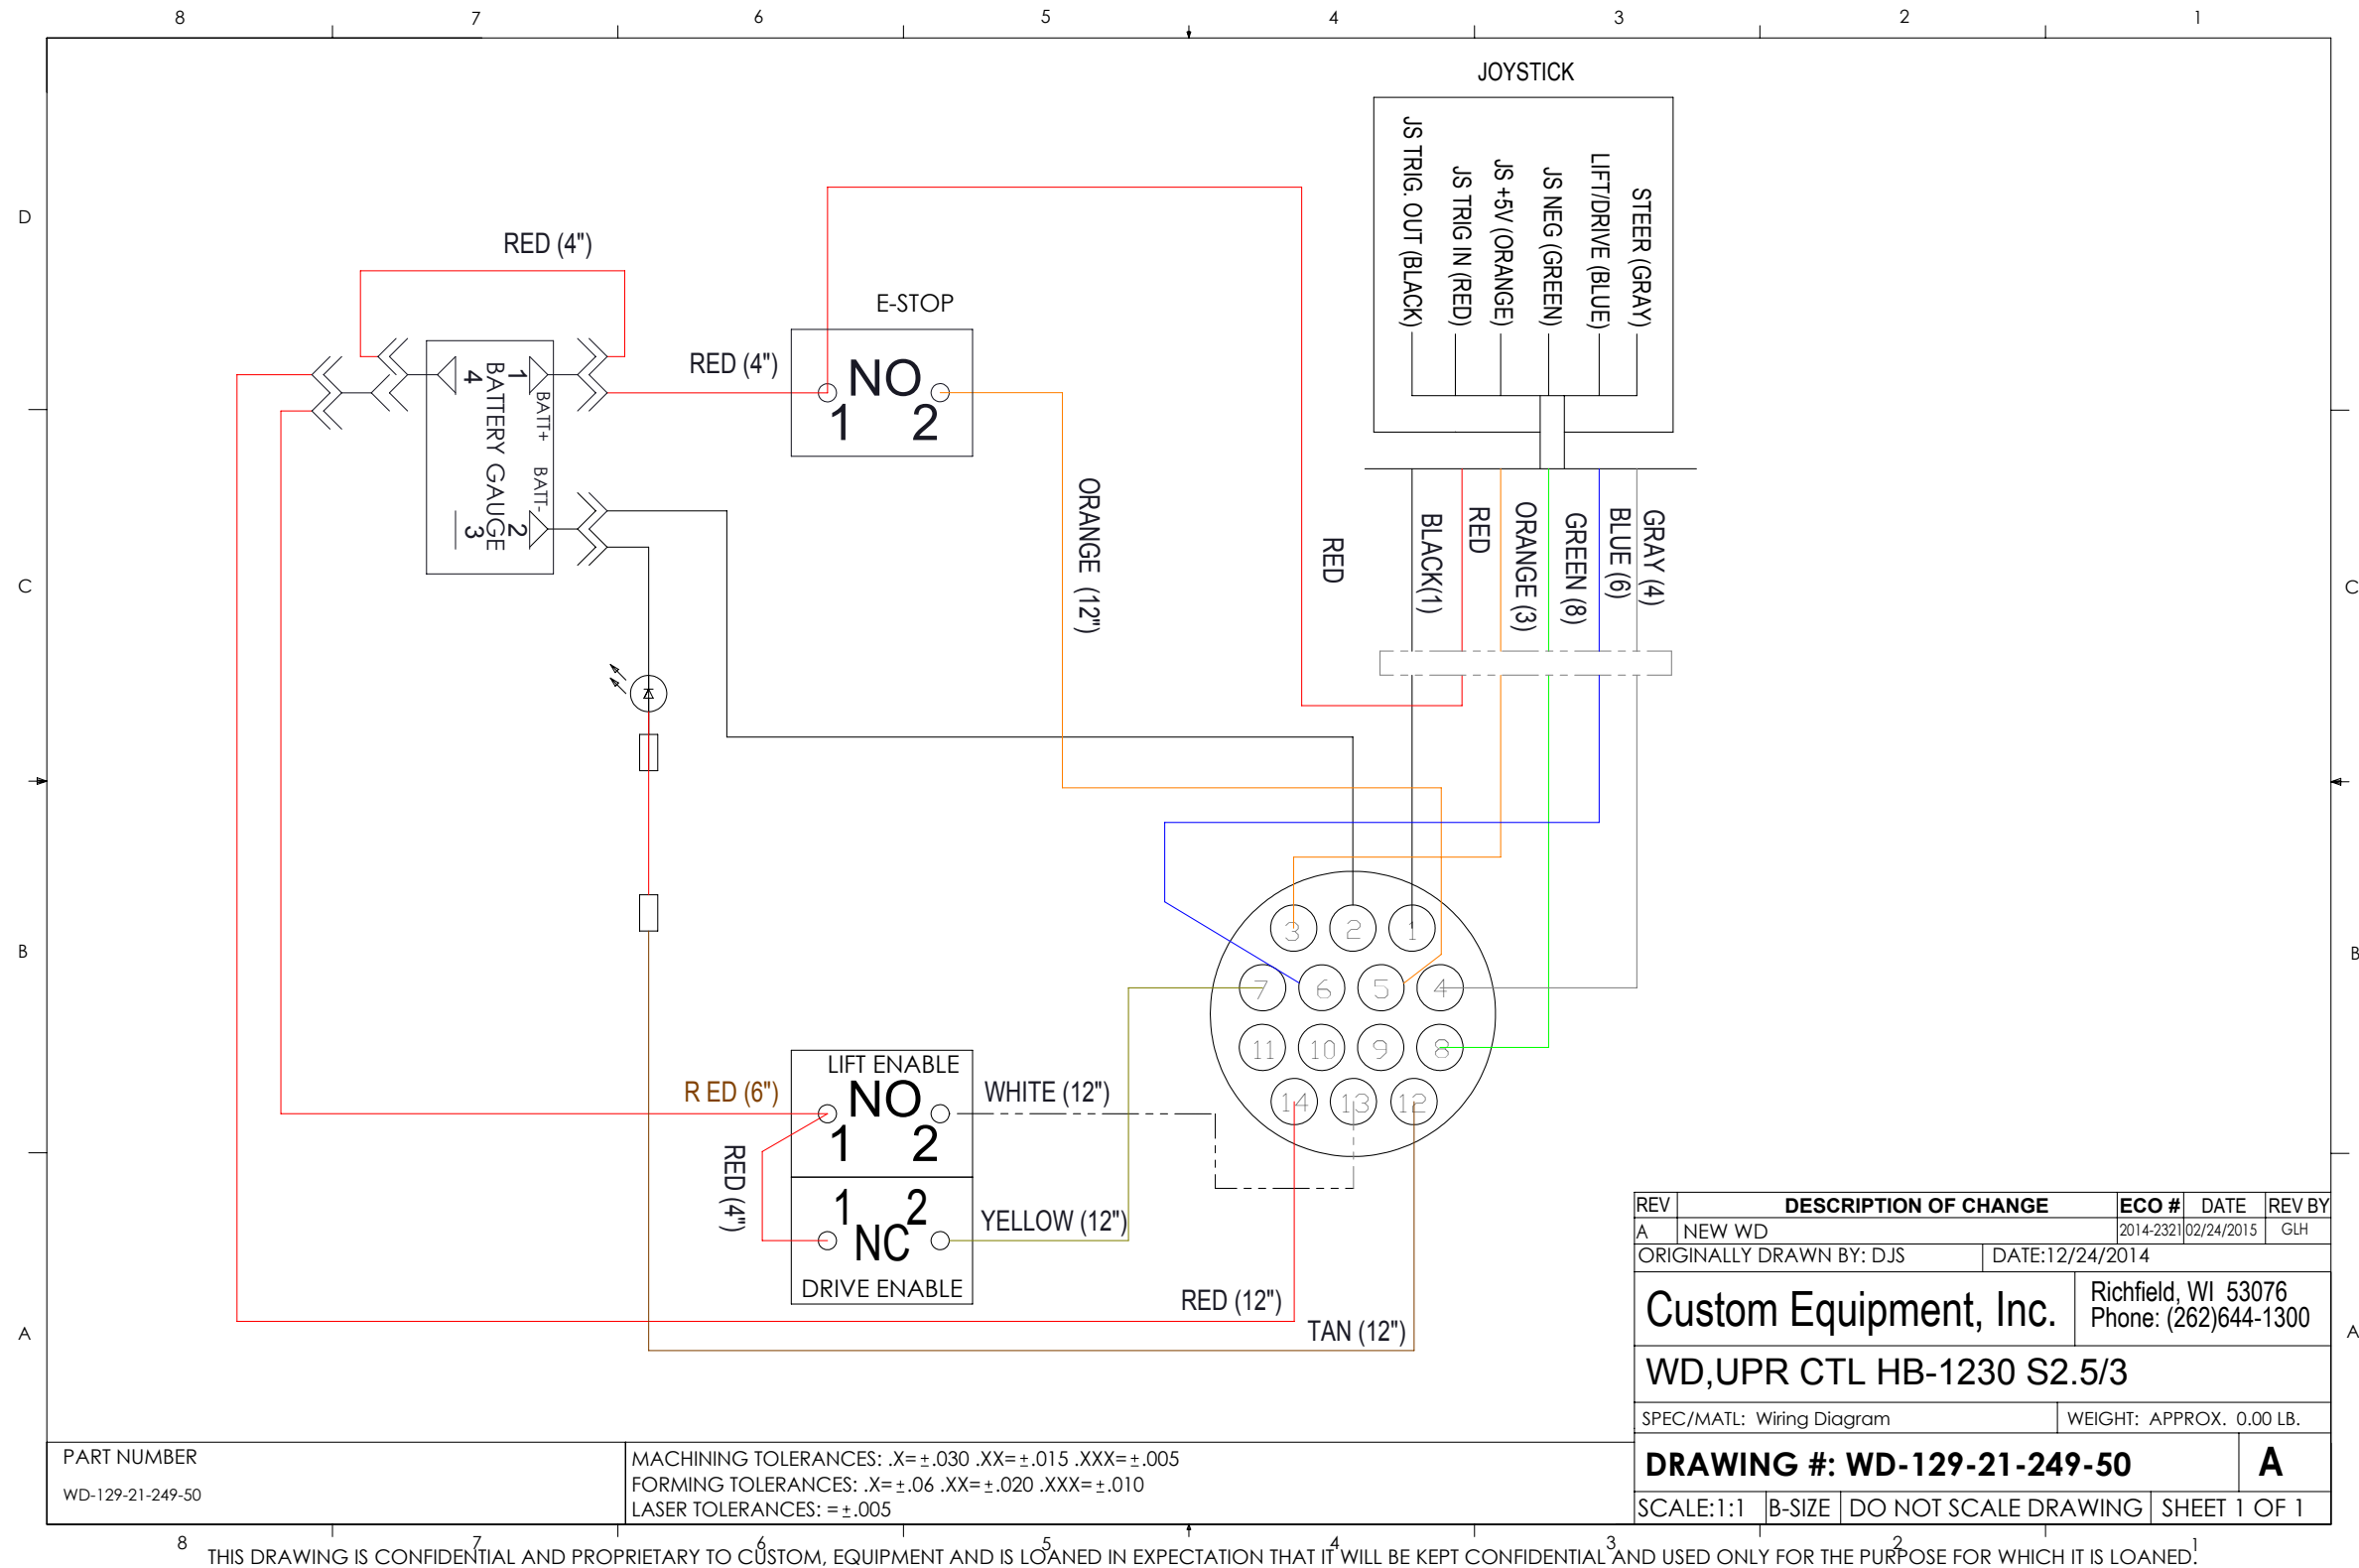 8 7 6 5 4 3 2 1
JOYSTICK
JS TRIG. OUT (BLACK)
JS TRIG IN (RED)
JS +5V (ORANGE)
JS NEG (GREEN)
LIFT/DRIVE (BLUE)
STEER (GRAY)
D
RED (4")
E-STOP
RED (4")
NO
1 2
4
1
BATTERY GAUGE
BATT+
BATT-
3
2
C
C
ORANGE (12")
RED
BLACK(1)
RED
ORANGE (3)
GREEN (8)
BLUE (6)
GRAY (4)
B
B
3 2 1
7 6 5 4
11 10 9 8
14 13 12
LIFT ENABLE
R ED (6")
NO
1 2
WHITE (12")
RED (4")
1 2
NC
YELLOW (12")
DRIVE ENABLE
RED (12")
TAN (12")
A
A
REV DESCRIPTION OF CHANGE ECO # DATE REV BY
A NEW WD 2014-2321 02/24/2015 GLH
ORIGINALLY DRAWN BY: DJS DATE:12/24/2014
Custom Equipment, Inc.
Richfield, WI 53076
Phone: (262)644-1300
WD,UPR CTL HB-1230 S2.5/3
SPEC/MATL: Wiring Diagram WEIGHT: APPROX. 0.00 LB.
DRAWING #: WD-129-21-249-50 A
SCALE:1:1 B-SIZE DO NOT SCALE DRAWING SHEET 1 OF 1
PART NUMBER
WD-129-21-249-50
MACHINING TOLERANCES: .X=±.030 .XX=±.015 .XXX=±.005
FORMING TOLERANCES: .X=±.06 .XX=±.020 .XXX=±.010
LASER TOLERANCES: =±.005
8 7 6 5 4 3 2 1
THIS DRAWING IS CONFIDENTIAL AND PROPRIETARY TO CUSTOM, EQUIPMENT AND IS LOANED IN EXPECTATION THAT IT WILL BE KEPT CONFIDENTIAL AND USED ONLY FOR THE PURPOSE FOR WHICH IT IS LOANED.